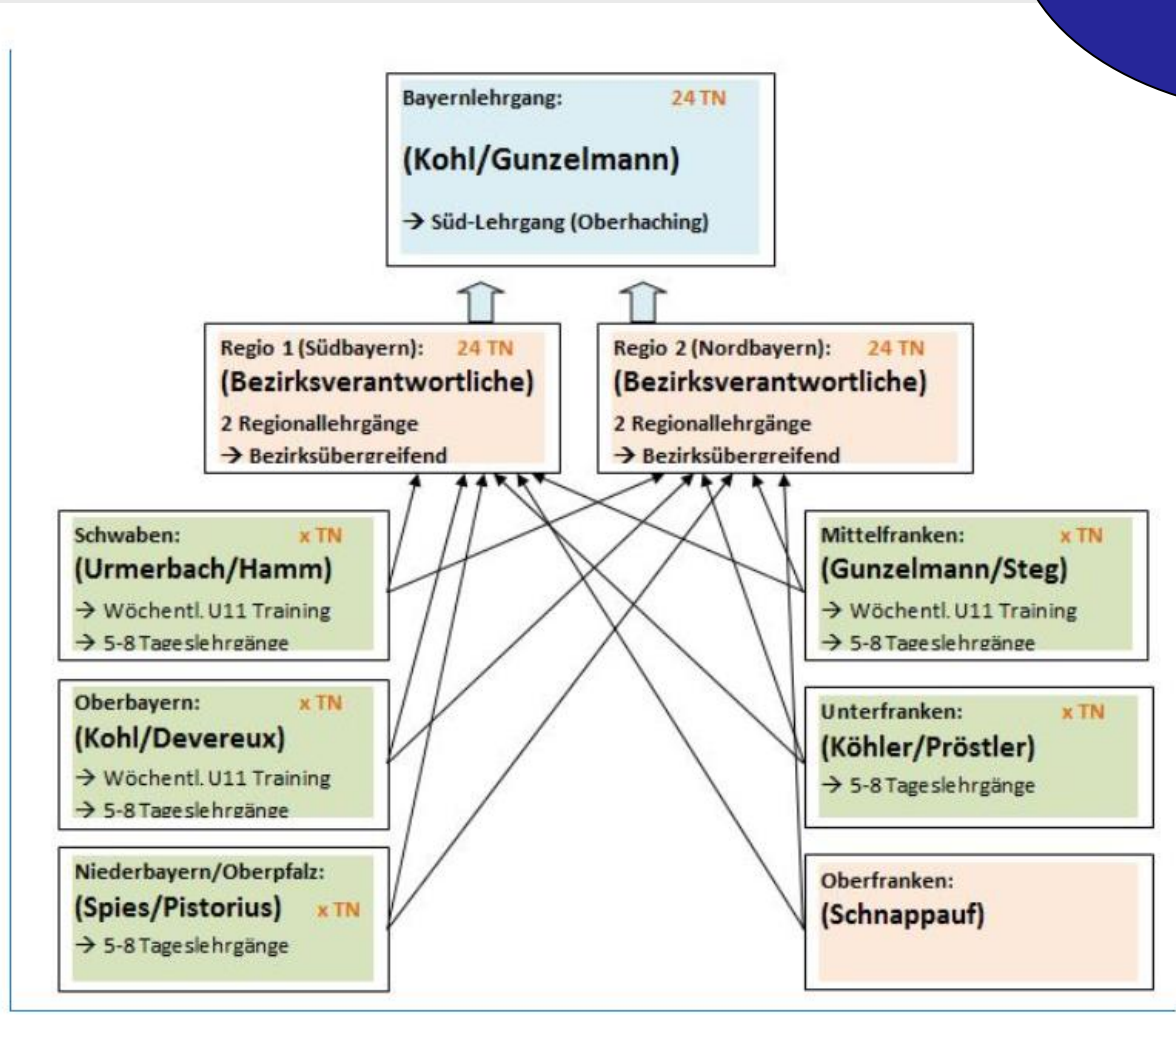 Bayernlehrgang: 24 TN
(Kohl/Gunzelmann)
→ Süd-Lehrgang (Oberhaching)
Regio 1 (Südbayern): 24 TN
(Bezirksverantwortliche)
2 Regionallehrgänge
→ Bezirksübergreifend
Regio 2 (Nordbayern): 24 TN
(Bezirksverantwortliche)
2 Regionallehrgänge
→ Bezirksübergreifend
Schwaben: x TN
(Urmerbach/Hamm)
→ Wöchentl. U11 Training
→ 5-8 Tageslehrgänge
Mittelfranken: x TN
(Gunzelmann/Steg)
→ Wöchentl. U11 Training
→ 5-8 Tageslehrgänge
Oberbayern: x TN
(Kohl/Devereux)
→ Wöchentl. U11 Training
→ 5-8 Tageslehrgänge
Unterfranken: x TN
(Köhler/Pröstler)
→ 5-8 Tageslehrgänge
Niederbayern/Oberpfalz:
(Spies/Pistorius) x TN
→ 5-8 Tageslehrgänge
Oberfranken:
(Schnappauf)